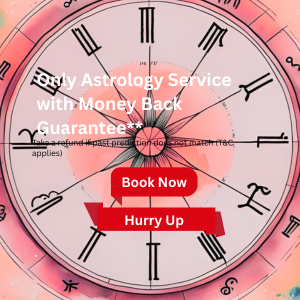 Only Astrology Service
with Money Back
Guarantee**
Take a refund if past prediction does not match (T&C,
applies)
Book Now
Hurry Up